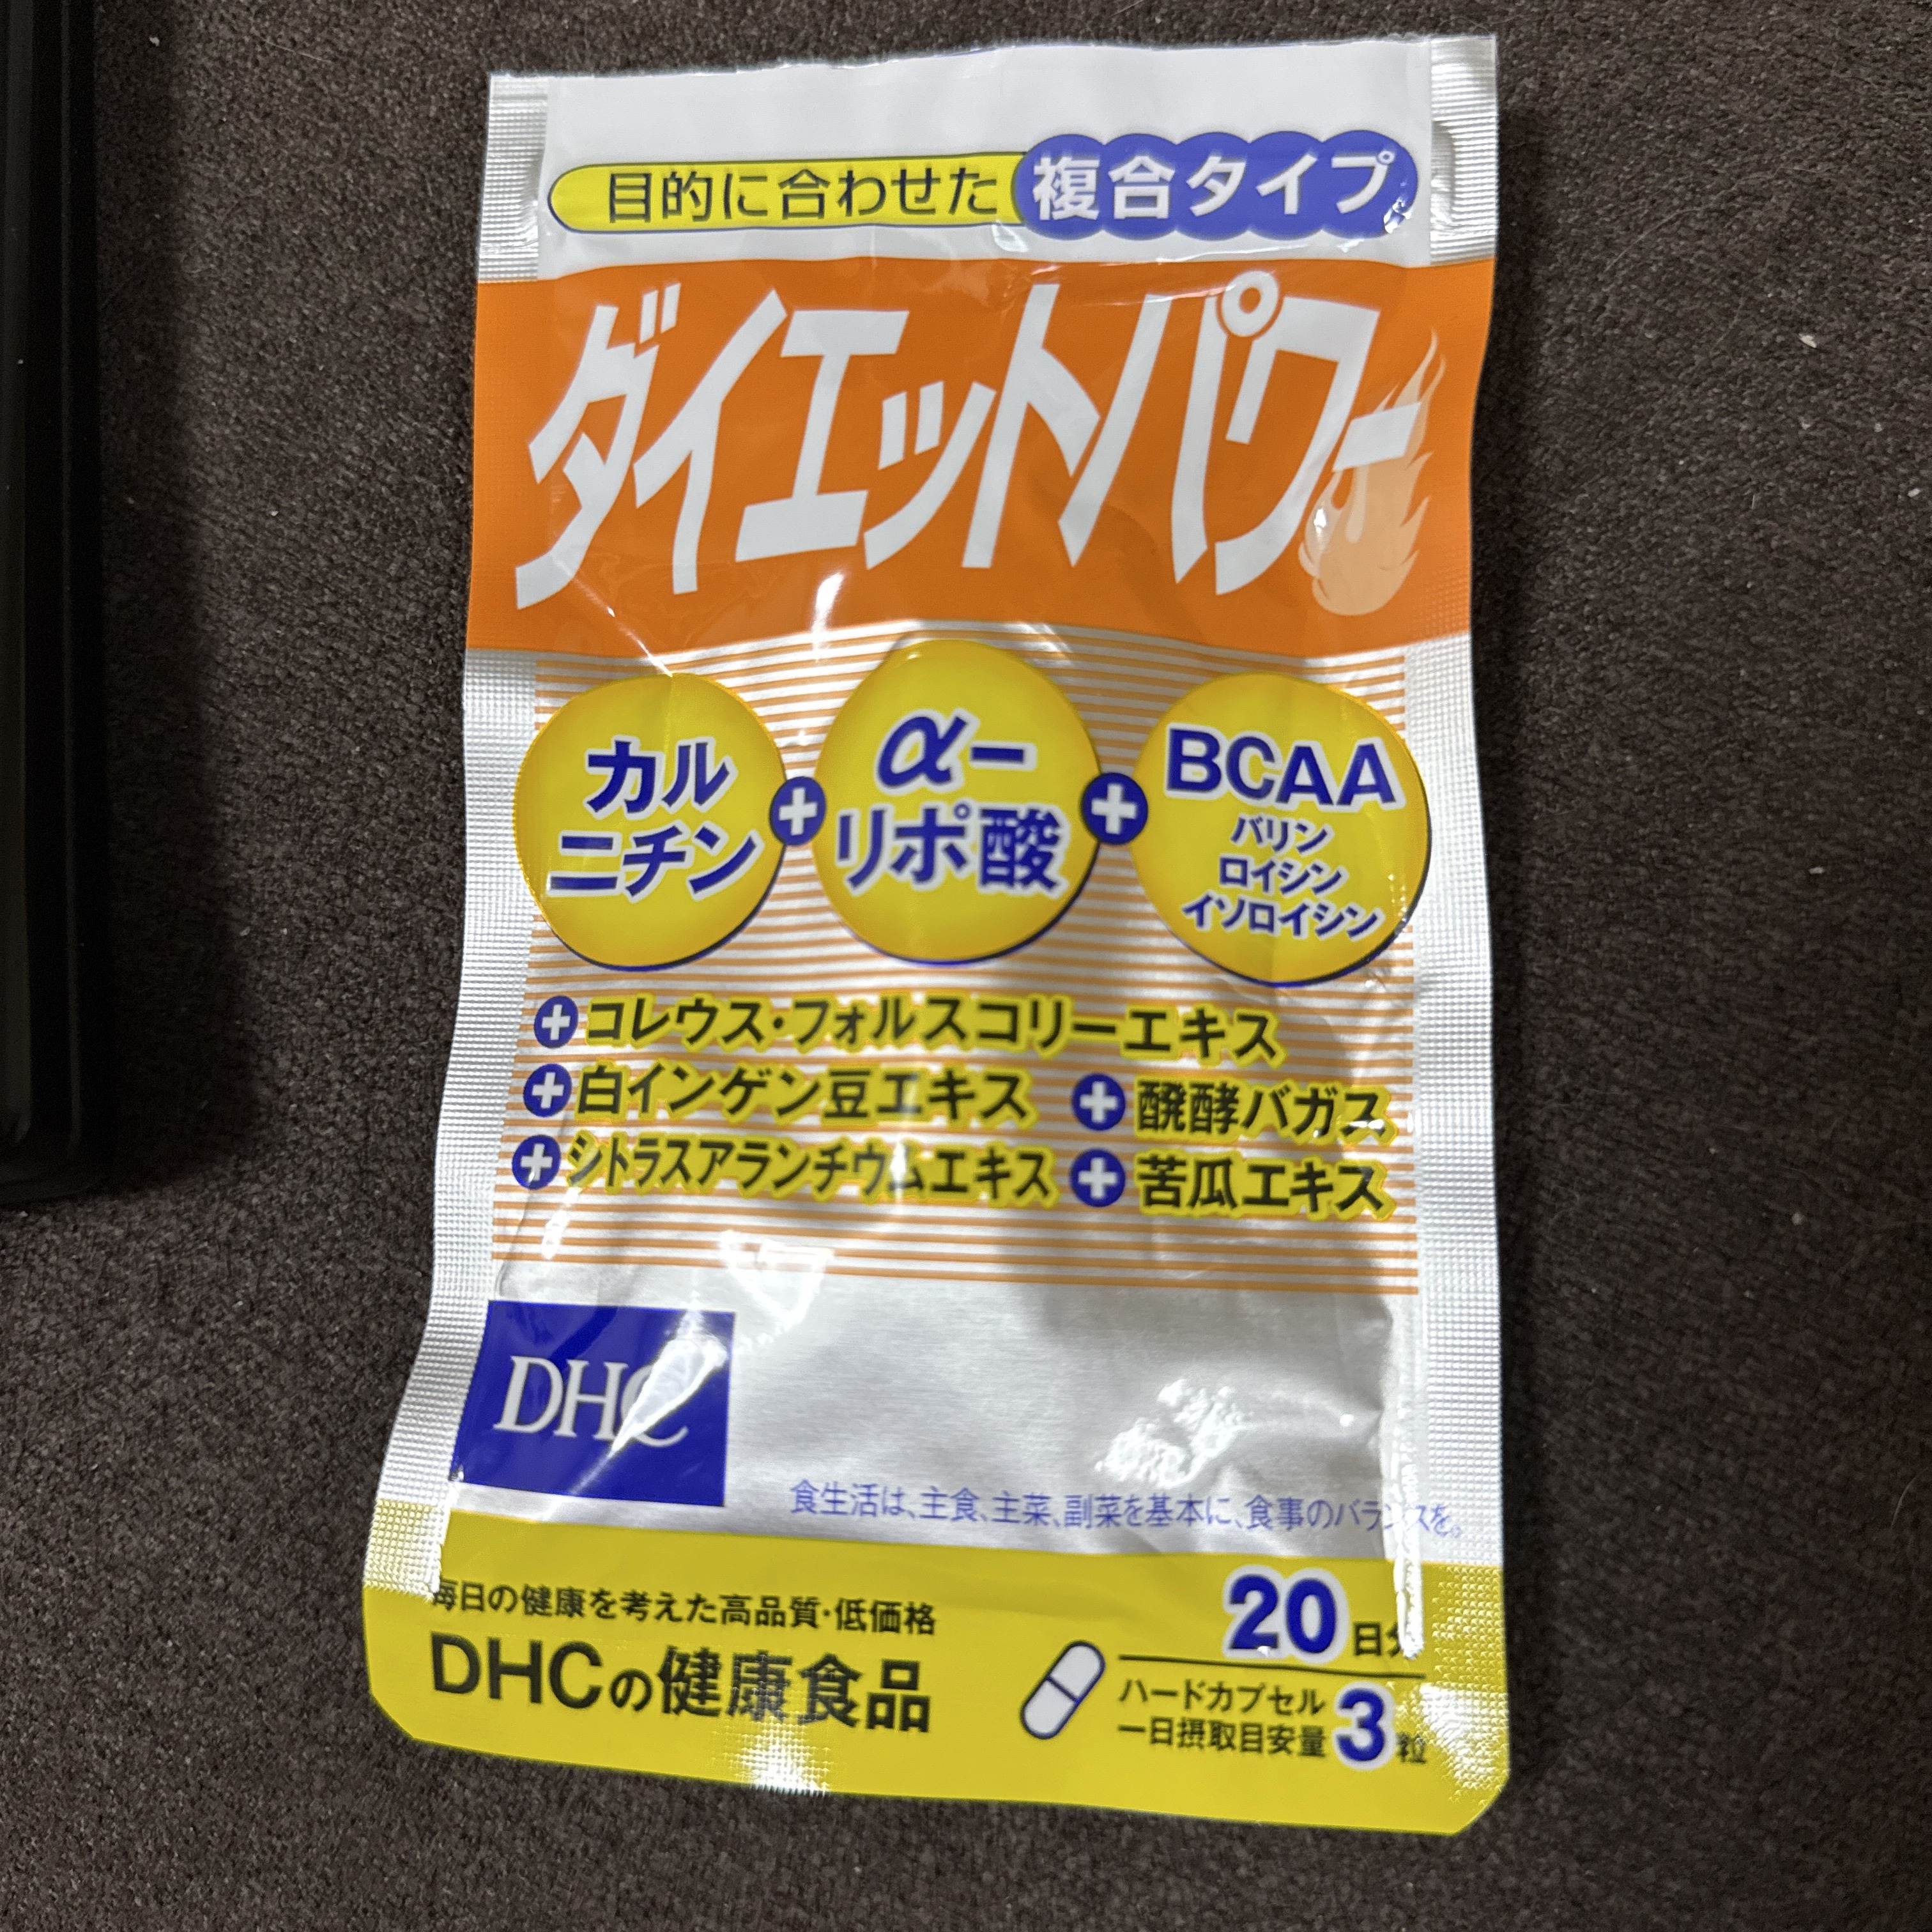 目的に合わせた 複合タイプ
ダイエットパワー
カル
ニチン
+
α-
リポ酸
+
BCAA
バリン
ロイシン
イソロイシン
+コレウス・フォルスコリーエキス
+白インゲン豆エキス +醗酵バガス
+シトラスアランチウムエキス +苦瓜エキス
DHC
食生活は、主食、主菜、副菜を基本に、食事のバランスを。
毎日の健康を考えた高品質・低価格
DHCの健康食品
20日分
ハードカプセル
一日摂取目安量 3粒